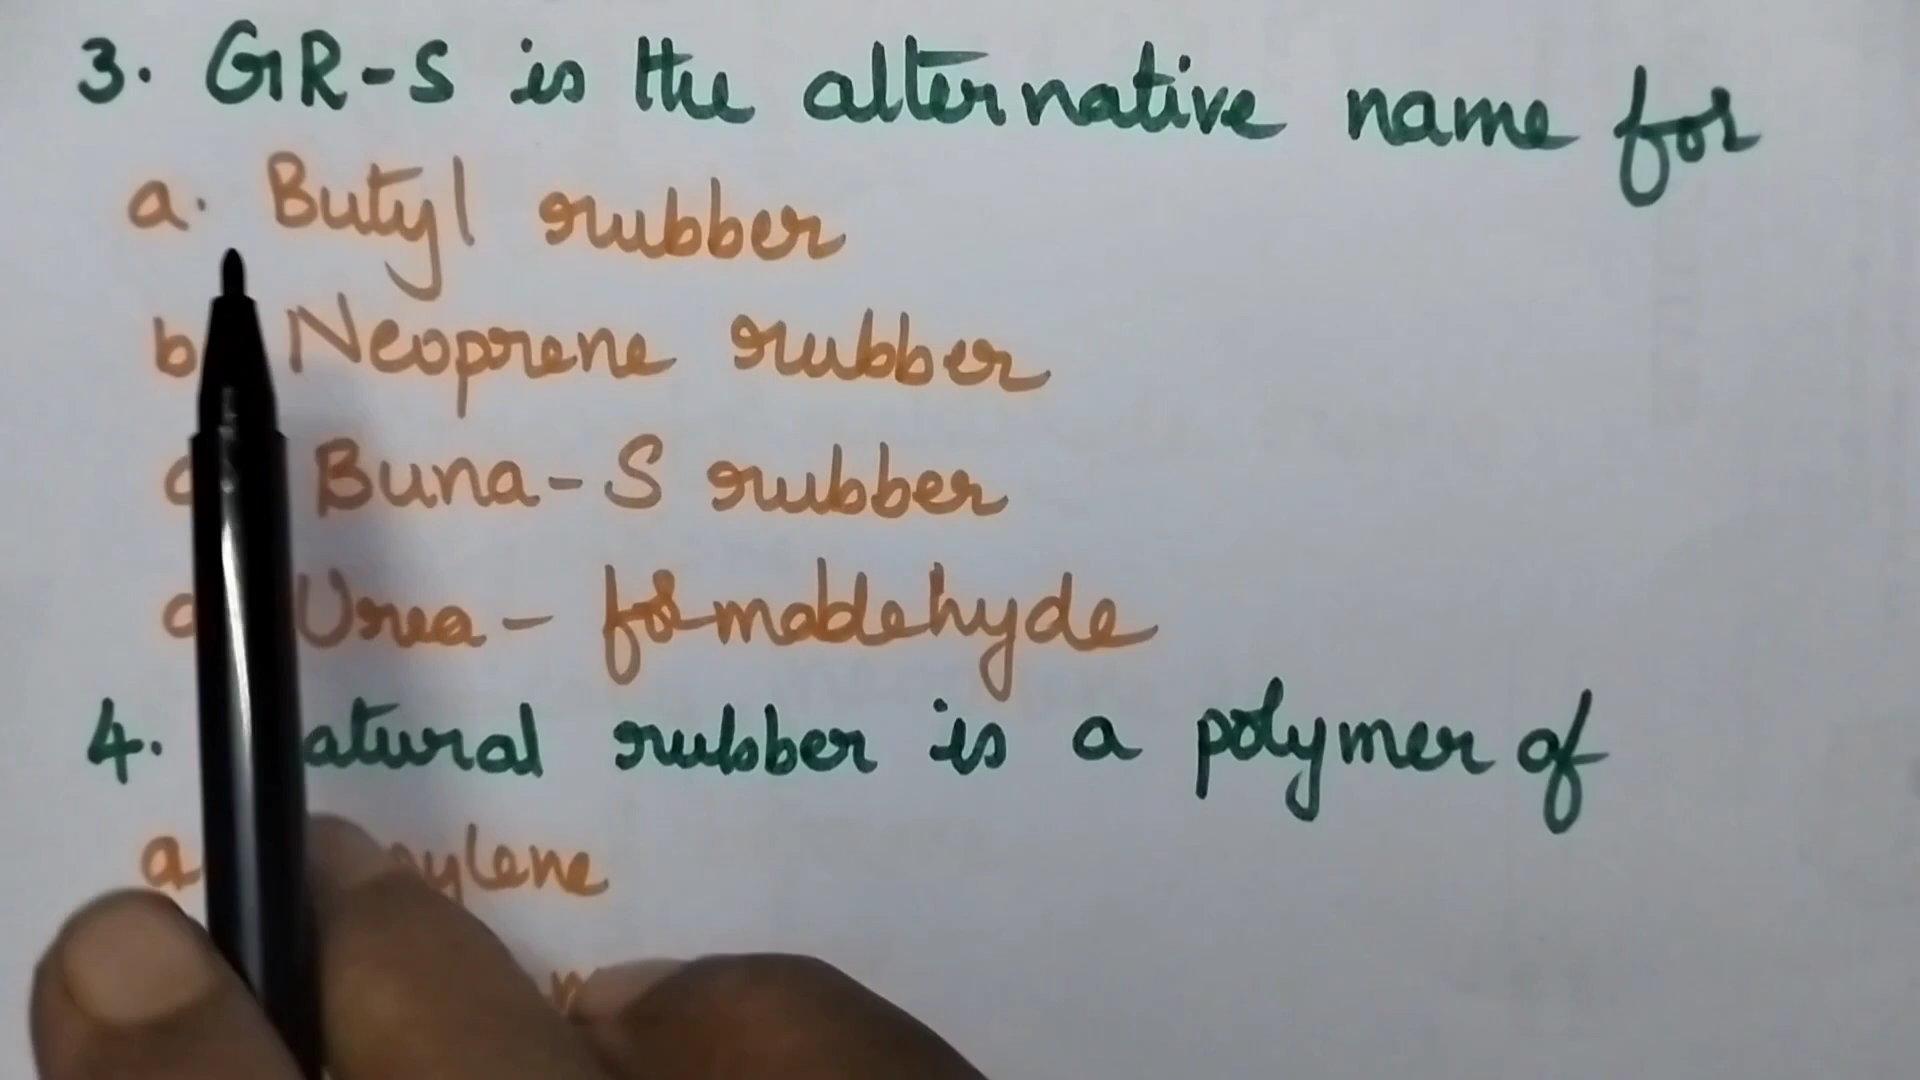 3. GR-S is the alternative name for
a. Butyl rubber
b Neoprene rubber
Buna-S rubber
Urea - formadehyde
4. atural rubber is a polymer of
a ylene